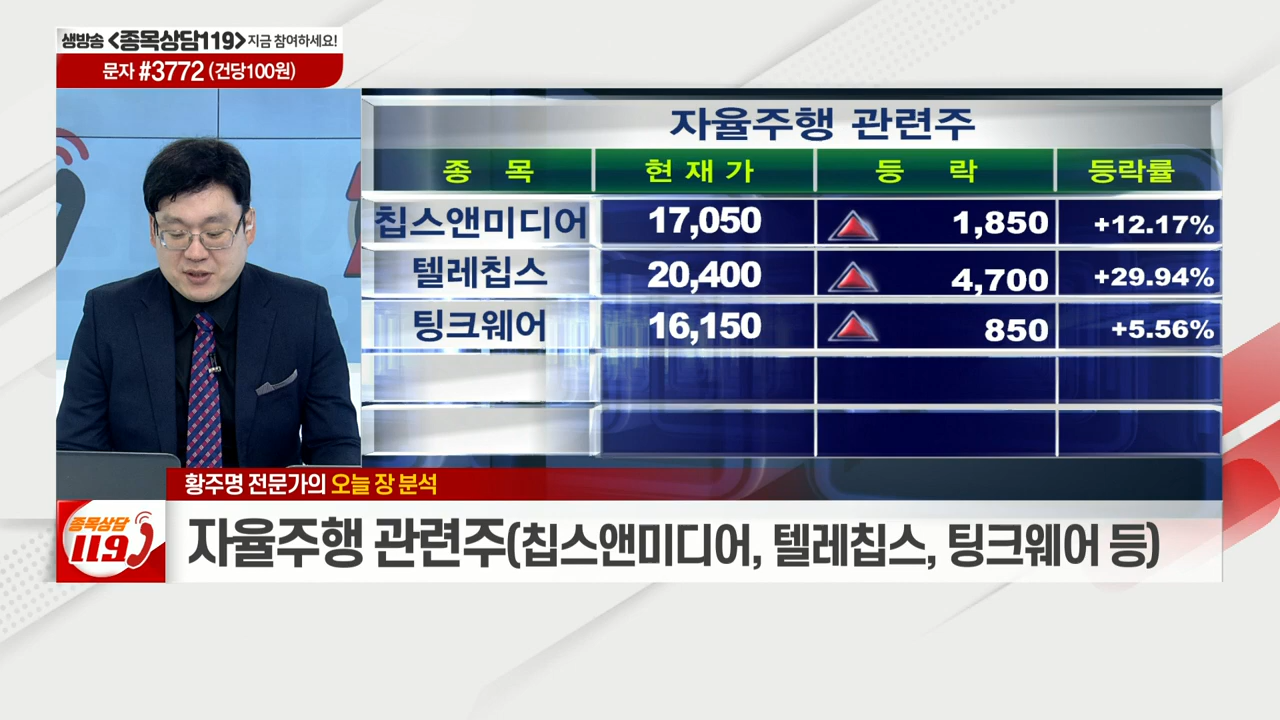 생방송 <종목상담119> 지금 참여하세요!
문자 #3772 (건당100원)
자율주행 관련주
종 목 현 재 가 등 락 등락률
칩스앤미디어 17,050 1,850 +12.17%
텔레칩스 20,400 4,700 +29.94%
팅크웨어 16,150 850 +5.56%
황주명 전문가의 오늘 장 분석
종목상담
119
자율주행 관련주(칩스앤미디어, 텔레칩스, 팅크웨어 등)